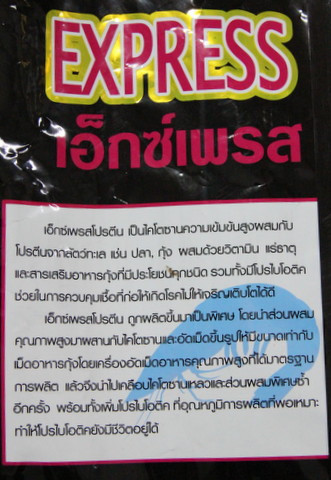 EXPRESS
เอ็กซ์เพรส
เอ็กซ์เพรสโปรตีน เป็นไคโตซานความเข้มข้นสูงผสมกับ
โปรตีนจากสัตว์ทะเล เช่น ปลา, กุ้ง ผสมด้วยวิตามิน แร่ธาตุ
และสารเสริมอาหารกุ้งที่มีประโยชน์ทุกชนิด รวมทั้งมีโปรไบโอติค
ช่วยในการควบคุมเชื้อที่ก่อให้เกิดโรคไม่ให้เจริญเติบโตได้ดี
เอ็กซ์เพรสโปรตีน ถูกผลิตขึ้นมาเป็นพิเศษ โดยนำส่วนผสม
คุณภาพสูงมาผสานกับไคโตซานและอัดเม็ดขึ้นรูปให้มีขนาดเท่ากับ
เม็ดอาหารกุ้งโดยเครื่องอัดเม็ดอาหารคุณภาพสูงที่ได้มาตรฐาน
การผลิต แล้วจึงนำไปเคลือบไคโตซานเหลวและส่วนผสมพิเศษซ้ำ
อีกครั้ง พร้อมทั้งเพิ่มโปรไบโอติค ที่อุณหภูมิการผลิตที่พอเหมาะ
ทำให้โปรไบโอติคยังมีชีวิตอยู่ได้